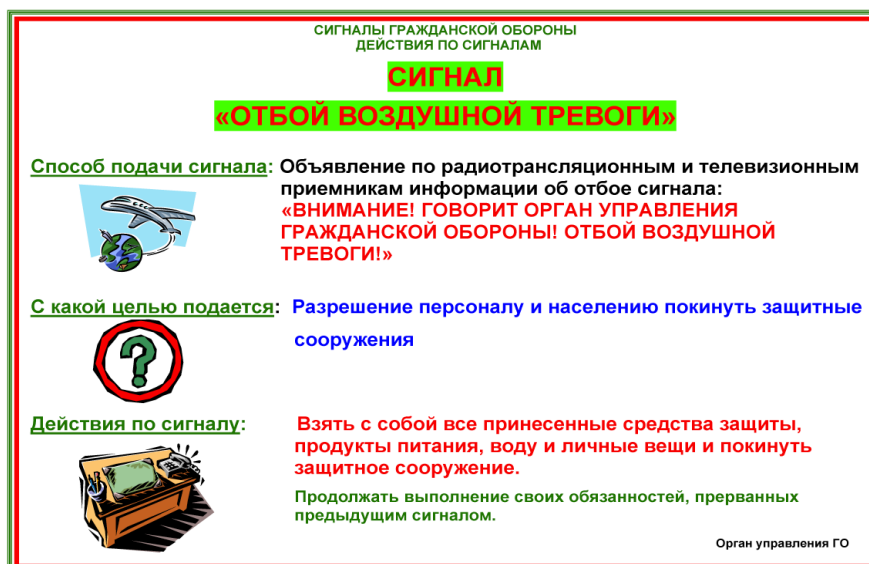 СИГНАЛЫ ГРАЖДАНСКОЙ ОБОРОНЫ
ДЕЙСТВИЯ ПО СИГНАЛАМ
СИГНАЛ
«ОТБОЙ ВОЗДУШНОЙ ТРЕВОГИ»
Способ подачи сигнала: Объявление по радиотрансляционным и телевизионным
приемникам информации об отбое сигнала:
«ВНИМАНИЕ! ГОВОРИТ ОРГАН УПРАВЛЕНИЯ
ГРАЖДАНСКОЙ ОБОРОНЫ! ОТБОЙ ВОЗДУШНОЙ
ТРЕВОГИ!»
С какой целью подается: Разрешение персоналу и населению покинуть защитные
сооружения
Действия по сигналу: Взять с собой все принесенные средства защиты,
продукты питания, воду и личные вещи и покинуть
защитное сооружение.
Продолжать выполнение своих обязанностей, прерванных
предыдущим сигналом.
Орган управления ГО